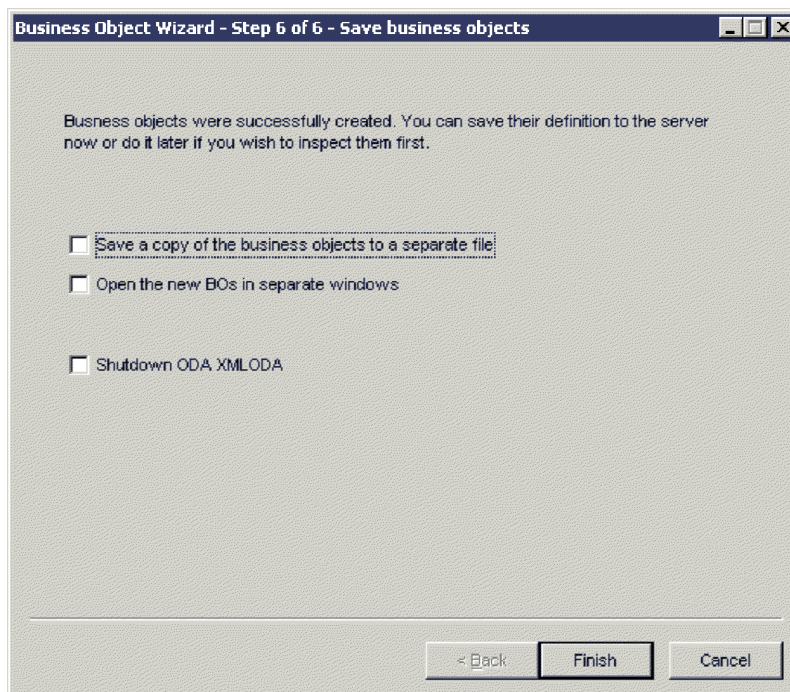 Business Object Wizard - Step 6 of 6 - Save business objects
Busness objects were successfully created. You can save their definition to the server
now or do it later if you wish to inspect them first.
Save a copy of the business objects to a separate file
Open the new BOs in separate windows
Shutdown ODA XMLODA
< Back
Finish
Cancel